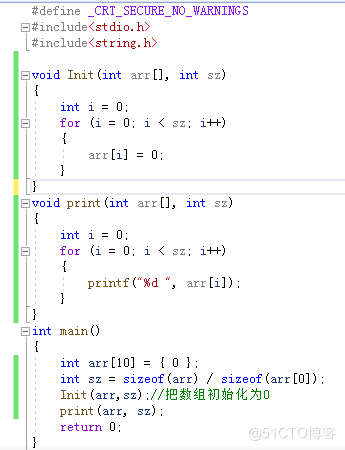 #define _CRT_SECURE_NO_WARNINGS
#include<stdio.h>
#include<string.h>
void Init(int arr[], int sz)
{
int i = 0;
for (i = 0; i < sz; i++)
{
arr[i] = 0;
}
}
void print(int arr[], int sz)
{
int i = 0;
for (i = 0; i < sz; i++)
{
printf("%d ", arr[i]);
}
}
int main()
{
int arr[10] = { 0 };
int sz = sizeof(arr) / sizeof(arr[0]);
Init(arr,sz);//把数组初始化为0
print(arr, sz);
return 0;
}
@51CTO博客